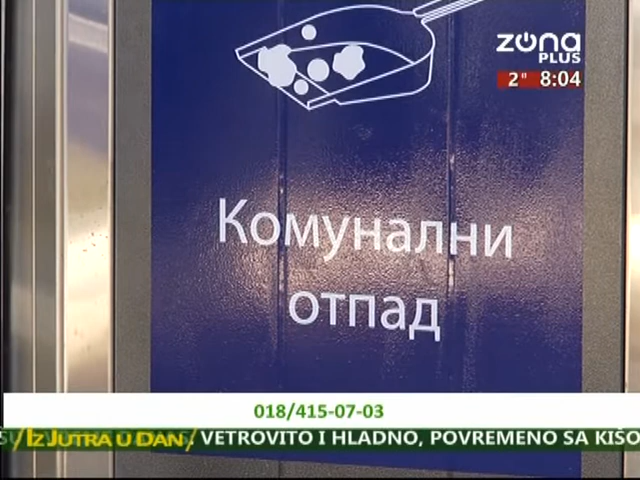 zona
PLUS
2° 8:04
Комунални
отпад
018/415-07-03
IZ JUTRA U DAN
VETROVITO I HLADNO, POVREMENO SA KIŠO